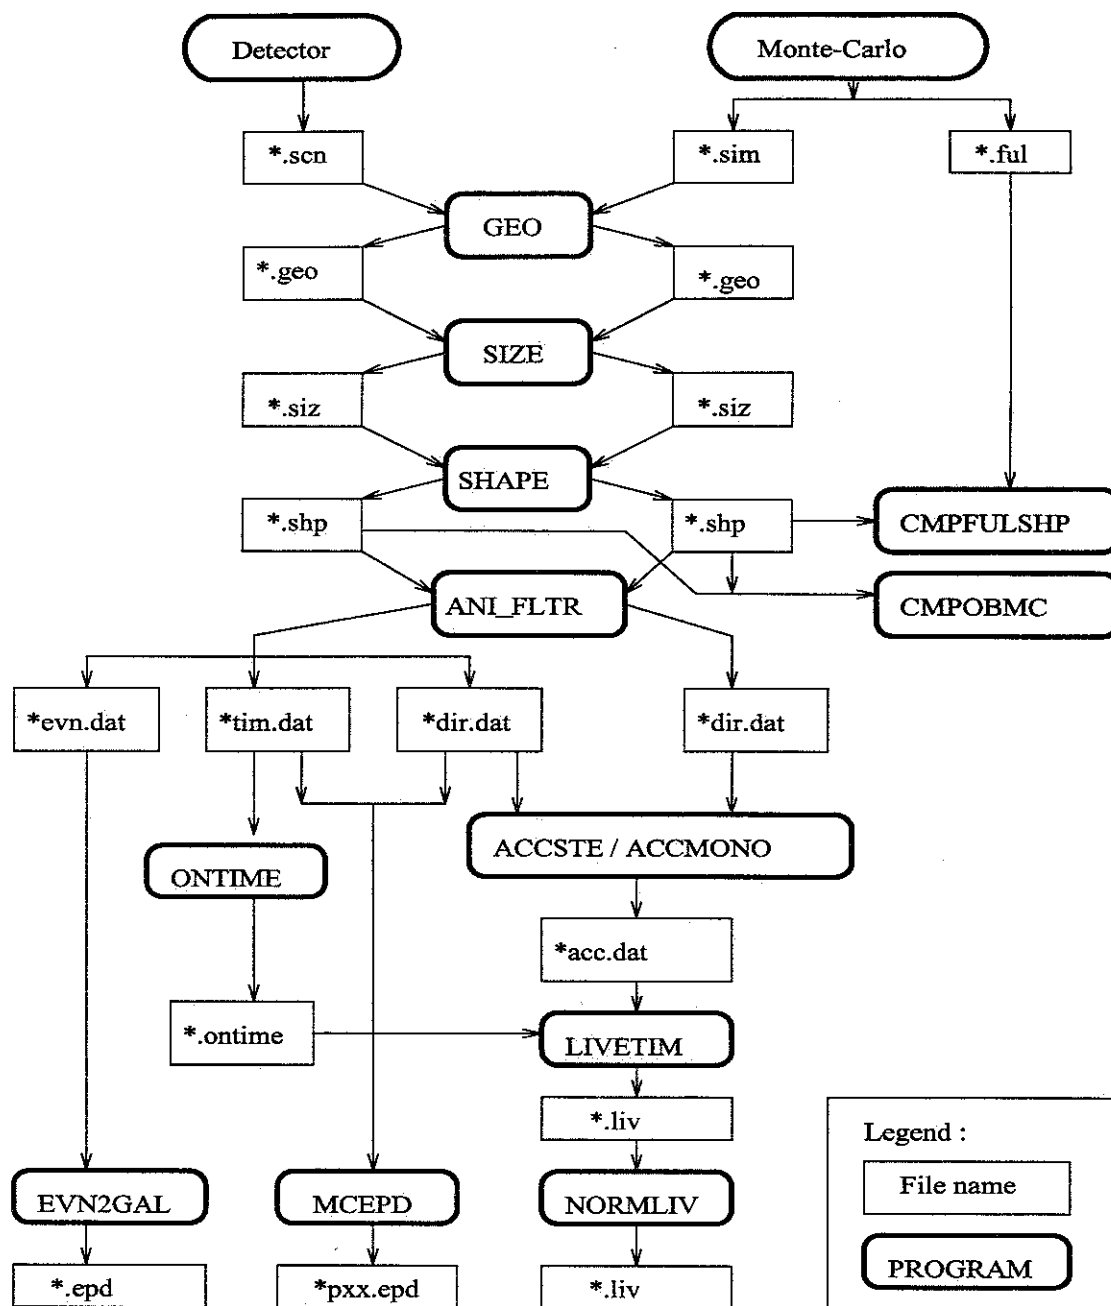 Detector
Monte-Carlo
*.scn
*.sim
*.ful
GEO
*.geo
*.geo
SIZE
*.siz
*.siz
SHAPE
*.shp
*.shp
CMPFULSHP
ANI_FLTR
CMPOBMC
*evn.dat
*tim.dat
*dir.dat
*dir.dat
ACCSTE / ACCMONO
ONTIME
*acc.dat
*.ontime
LIVETIM
*.liv
Legend :
File name
EVN2GAL
MCEPD
NORMLIV
PROGRAM
*.epd
*pxx.epd
*.liv